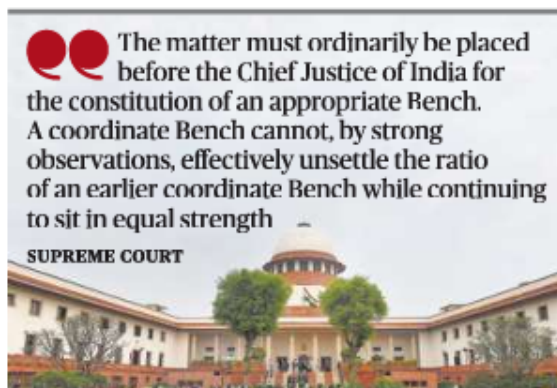 The matter must ordinarily be placed
before the Chief Justice of India for
the constitution of an appropriate Bench.
A coordinate Bench cannot, by strong
observations, effectively unsettle the ratio
of an earlier coordinate Bench while continuing
to sit in equal strength
SUPREME COURT